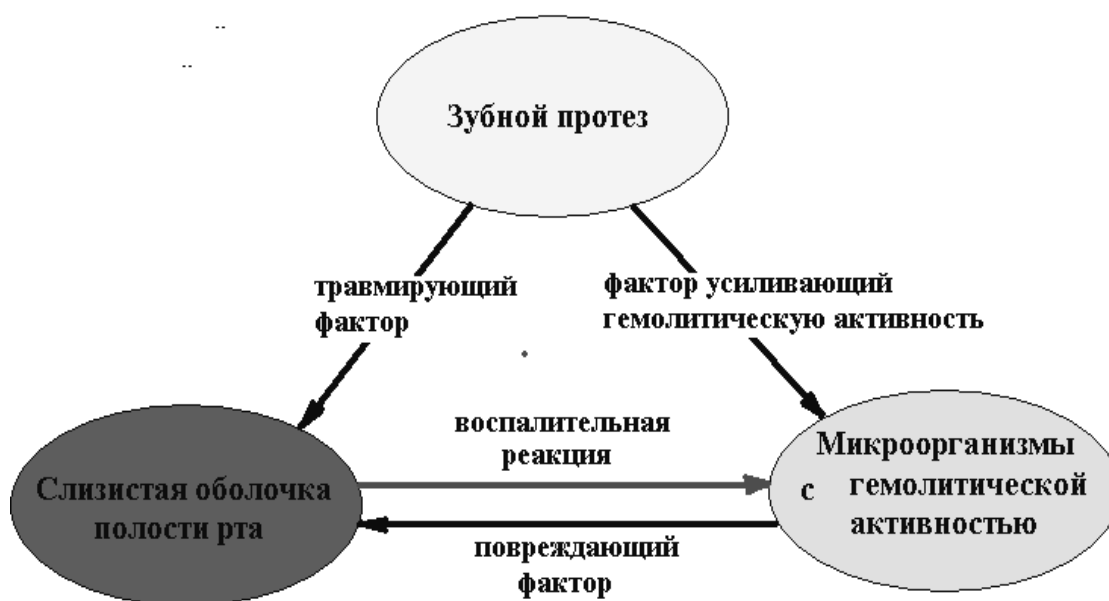 Зубной протез
травмирующий
фактор
фактор усиливающий
гемолитическую активность
воспалительная
реакция
Слизистая оболочка
полости рта
Микроорганизмы
с гемолитической
активностью
повреждающий
фактор